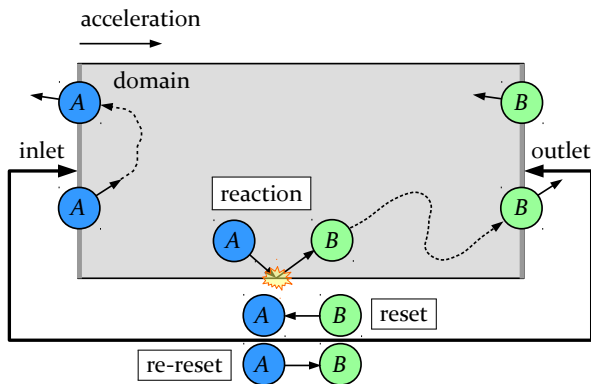 acceleration
domain
A
B
inlet
outlet
A
reaction
B
A
B
A
B
reset
re-reset
A
B